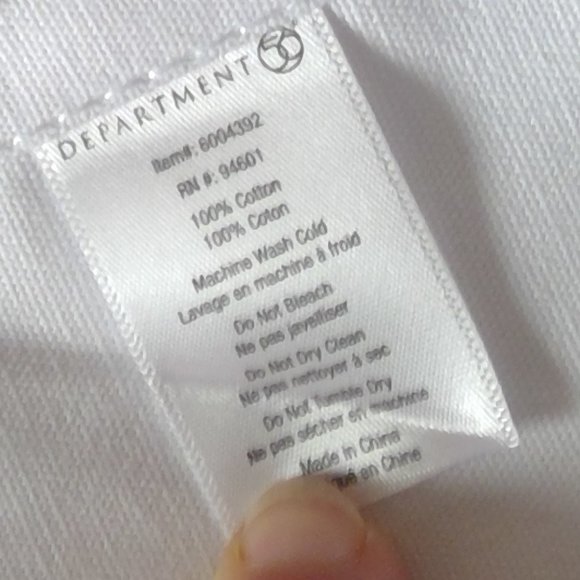 DEPARTMENT 56
Item#: 6004392
RN #: 94601
100% Cotton
100% Coton
Machine Wash Cold
Lavage en machine à froid
Do Not Bleach
Ne pas javelliser
Do Not Dry Clean
Ne pas nettoyer à sec
Do Not Tumble Dry
Ne pas sécher en machine
Made in China
en Chine